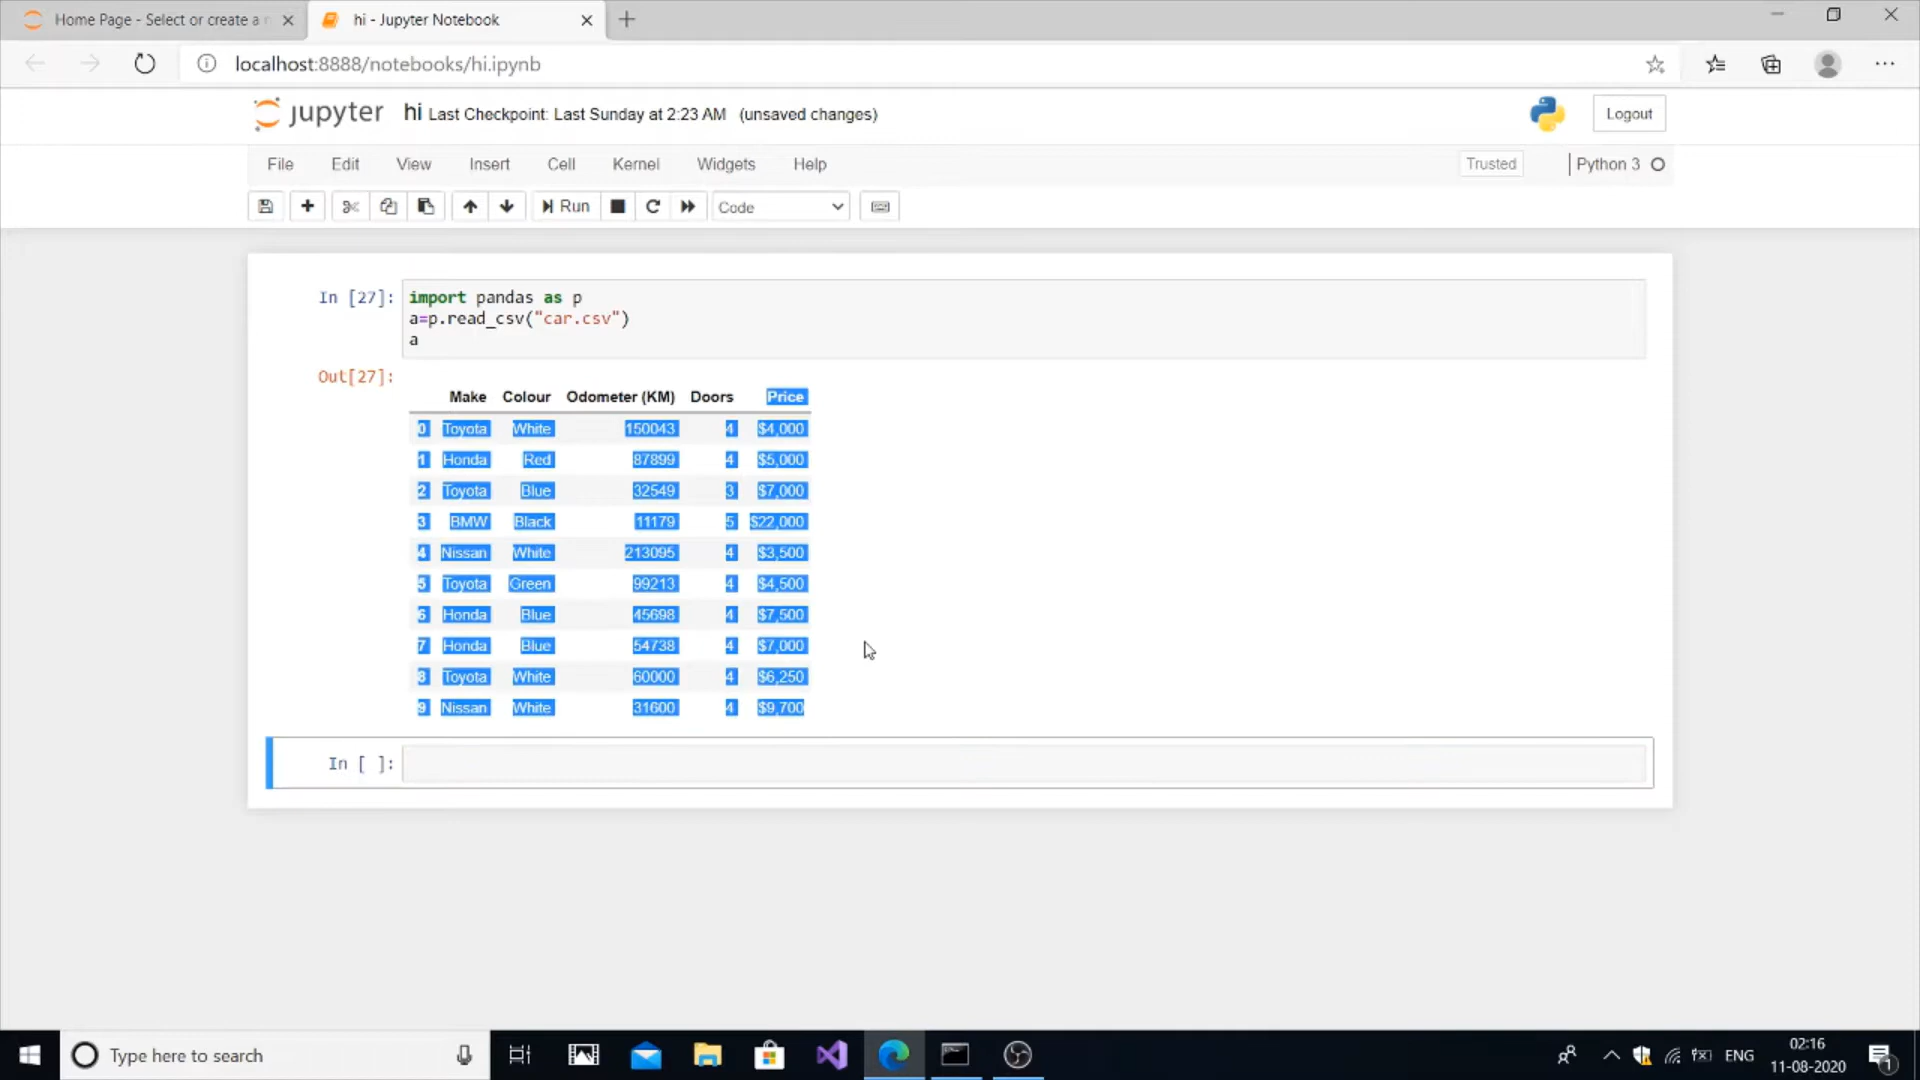 Home Page - Select or create a n
hi - Jupyter Notebook
localhost:8888/notebooks/hi.ipynb
jupyter hi Last Checkpoint: Last Sunday at 2:23 AM (unsaved changes)
Logout
File Edit View Insert Cell Kernel Widgets Help
Trusted
Python 3
Run
Code
In [27]:
import pandas as p
a=p.read_csv("car.csv")
a
Out[27]:
Make Colour Odometer (KM) Doors Price
0 Toyota White 150043 4 $4,000
1 Honda Red 87899 4 $5,000
2 Toyota Blue 32549 3 $7,000
3 BMW Black 11179 5 $22,000
4 Nissan White 213095 4 $3,500
5 Toyota Green 99213 4 $4,500
6 Honda Blue 45698 4 $7,500
7 Honda Blue 54738 4 $7,000
8 Toyota White 60000 4 $6,250
9 Nissan White 31600 4 $9,700
In [ ]:
Type here to search
ENG
02:16
11-08-2020
1